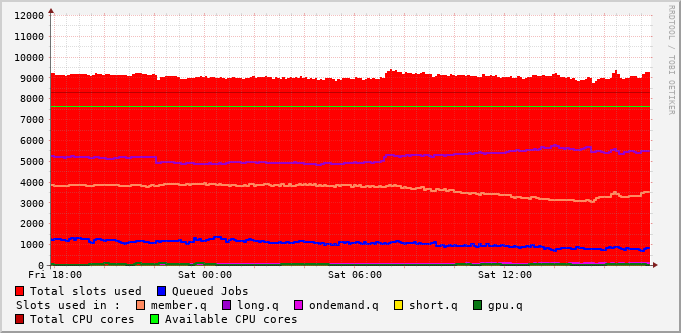 RRDTOOL / TOBI OETIKER
12000
11000
10000
9000
8000
7000
6000
5000
4000
3000
2000
1000
0
Fri 18:00 Sat 00:00 Sat 06:00 Sat 12:00
Total slots used Queued Jobs
Slots used in : member.q long.q ondemand.q short.q gpu.q
Total CPU cores Available CPU cores